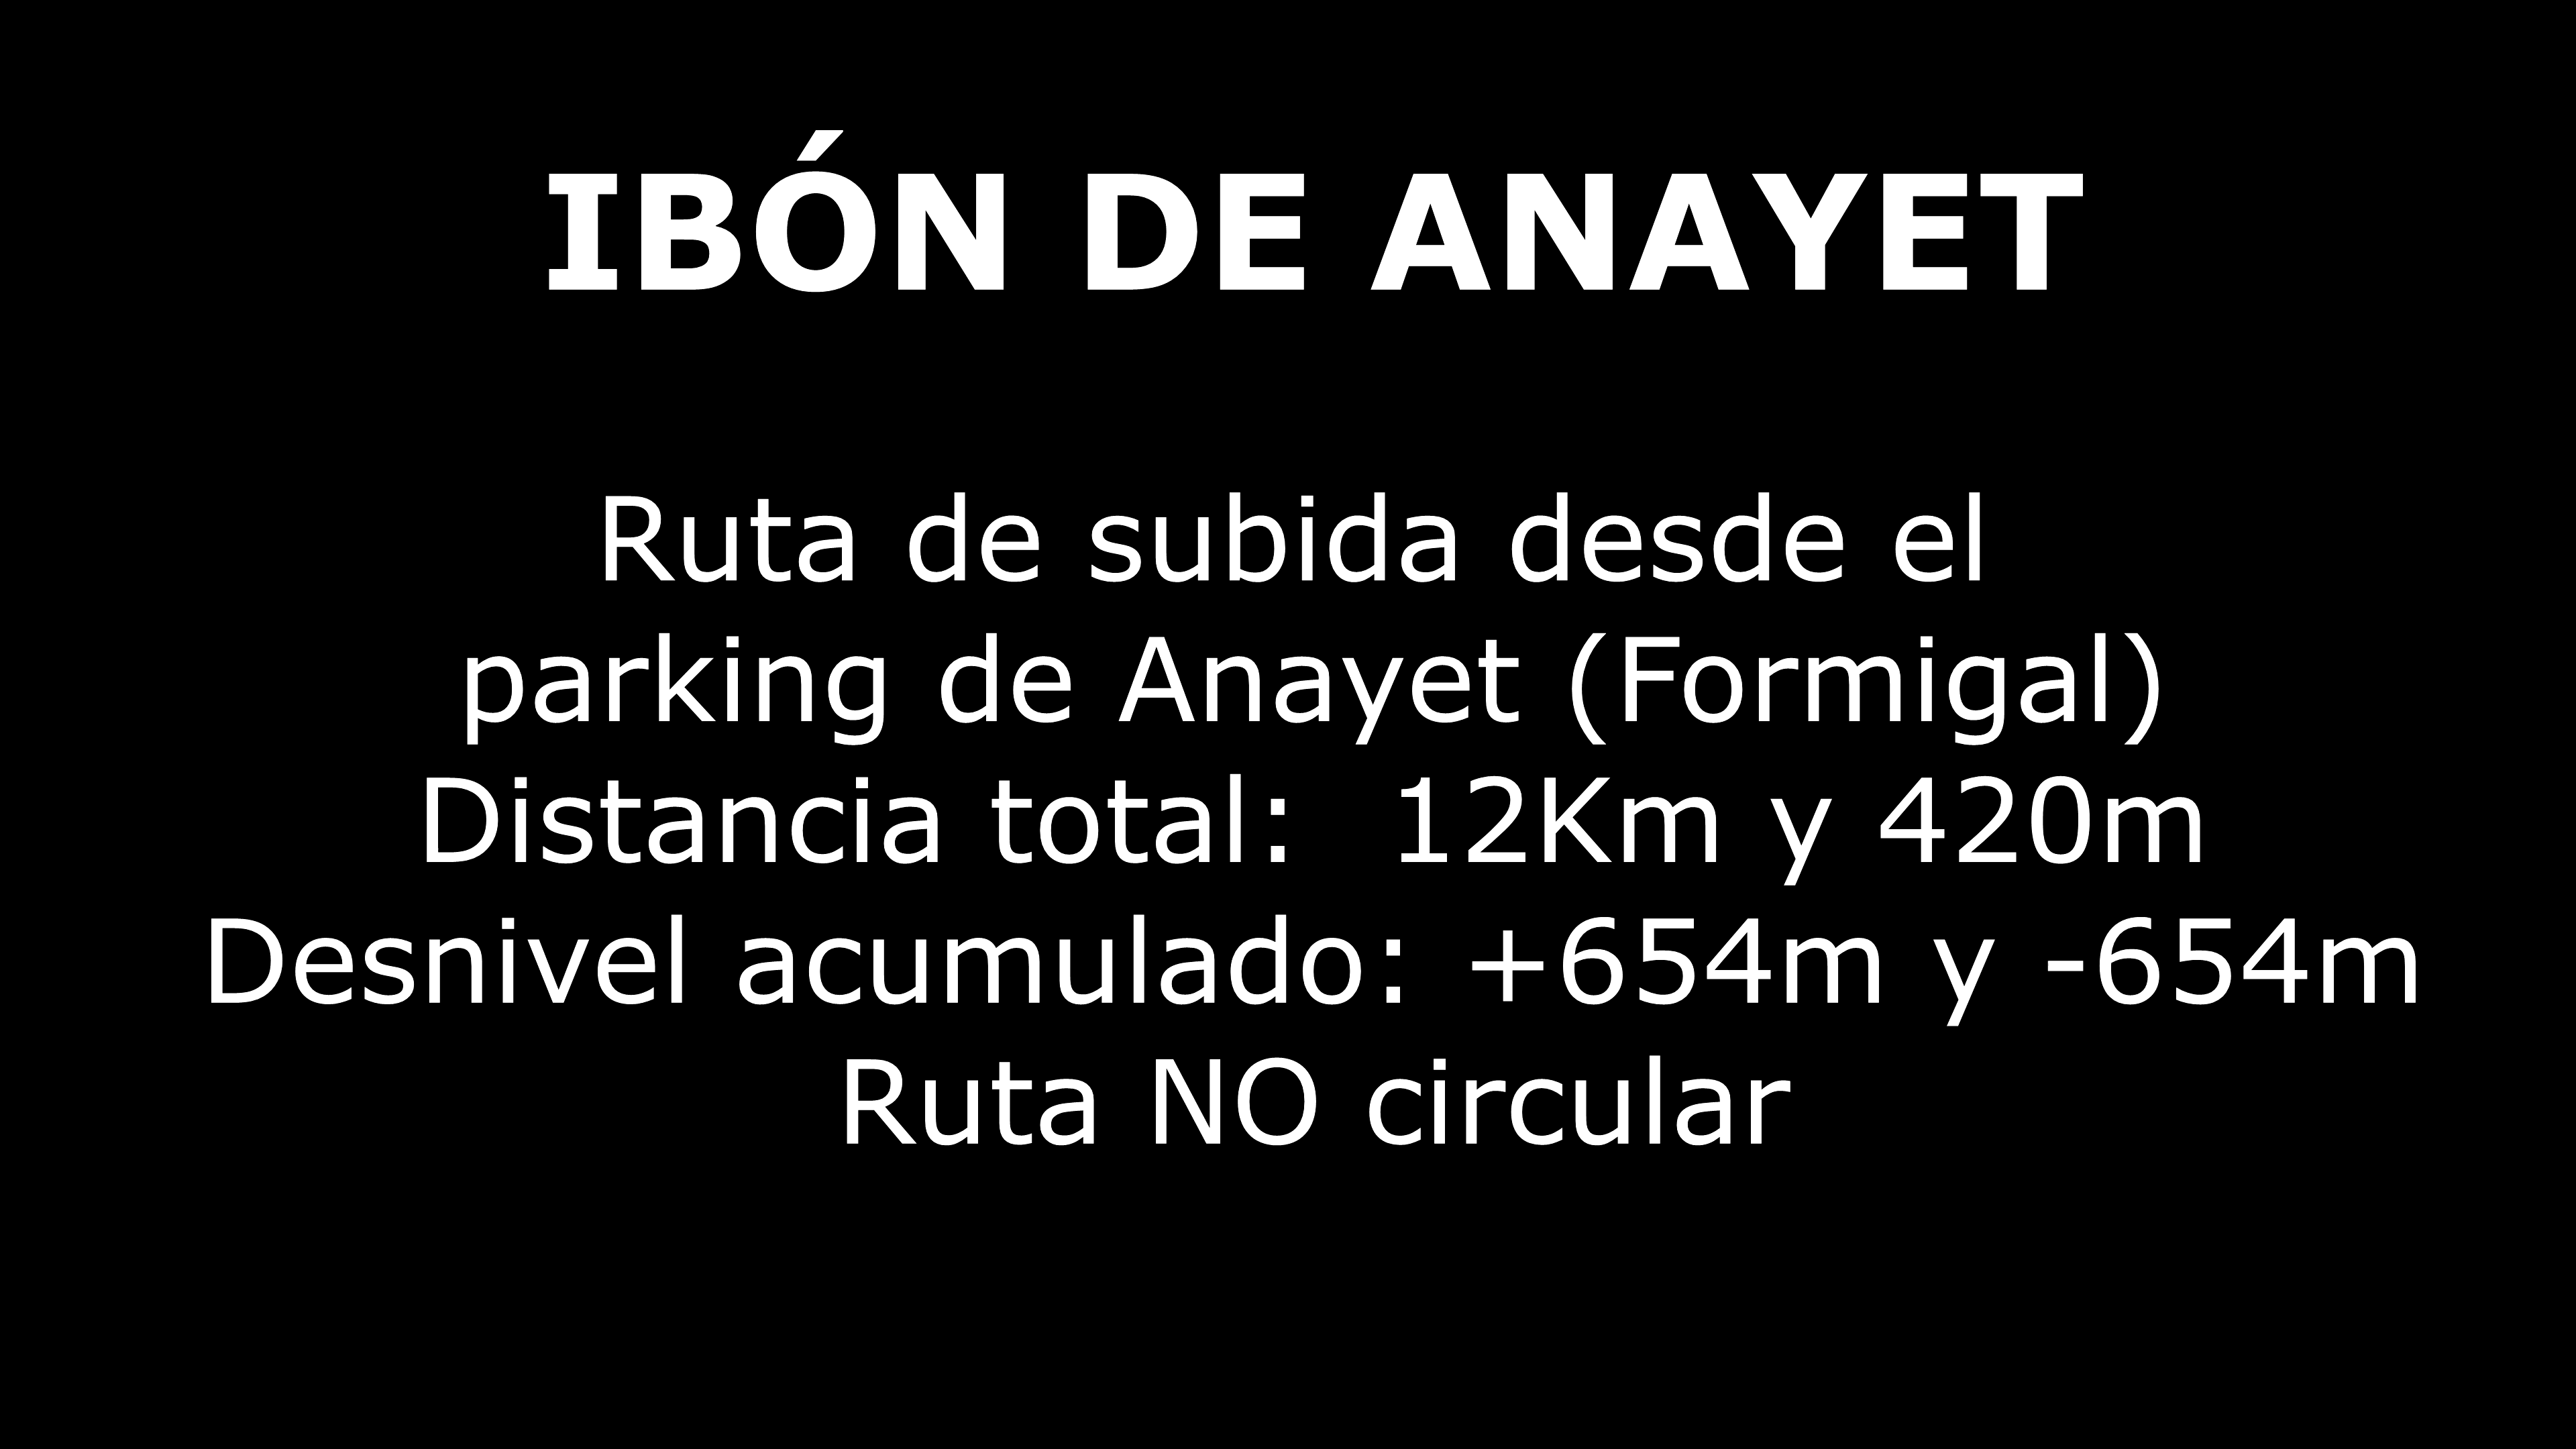 IBÓN DE ANAYET
Ruta de subida desde el
parking de Anayet (Formigal)
Distancia total:  12Km y 420m
Desnivel acumulado: +654m y -654m
Ruta NO circular